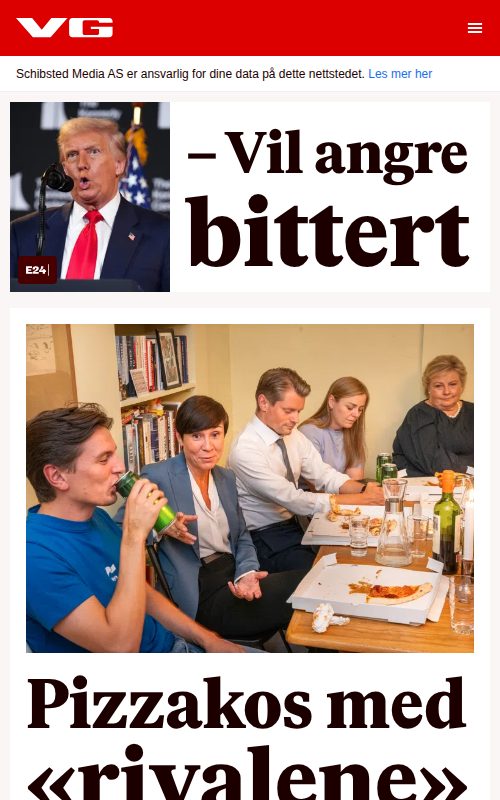 VG
Schibsted Media AS er ansvarlig for dine data på dette nettstedet. Les mer her
E24
– Vil angre
bittert
Pizzakos med
«rivalene»